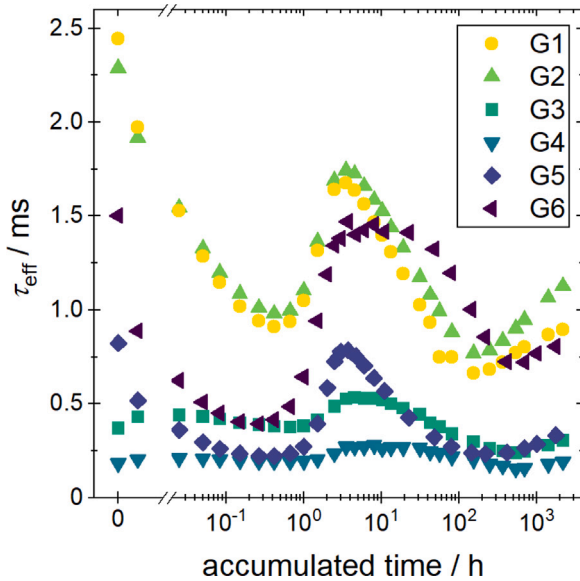 2.5
2.0
1.5
1.0
0.5
0
τeff / ms
G1
G2
G3
G4
G5
G6
0 10⁻¹ 10⁰ 10¹ 10² 10³
accumulated time / h